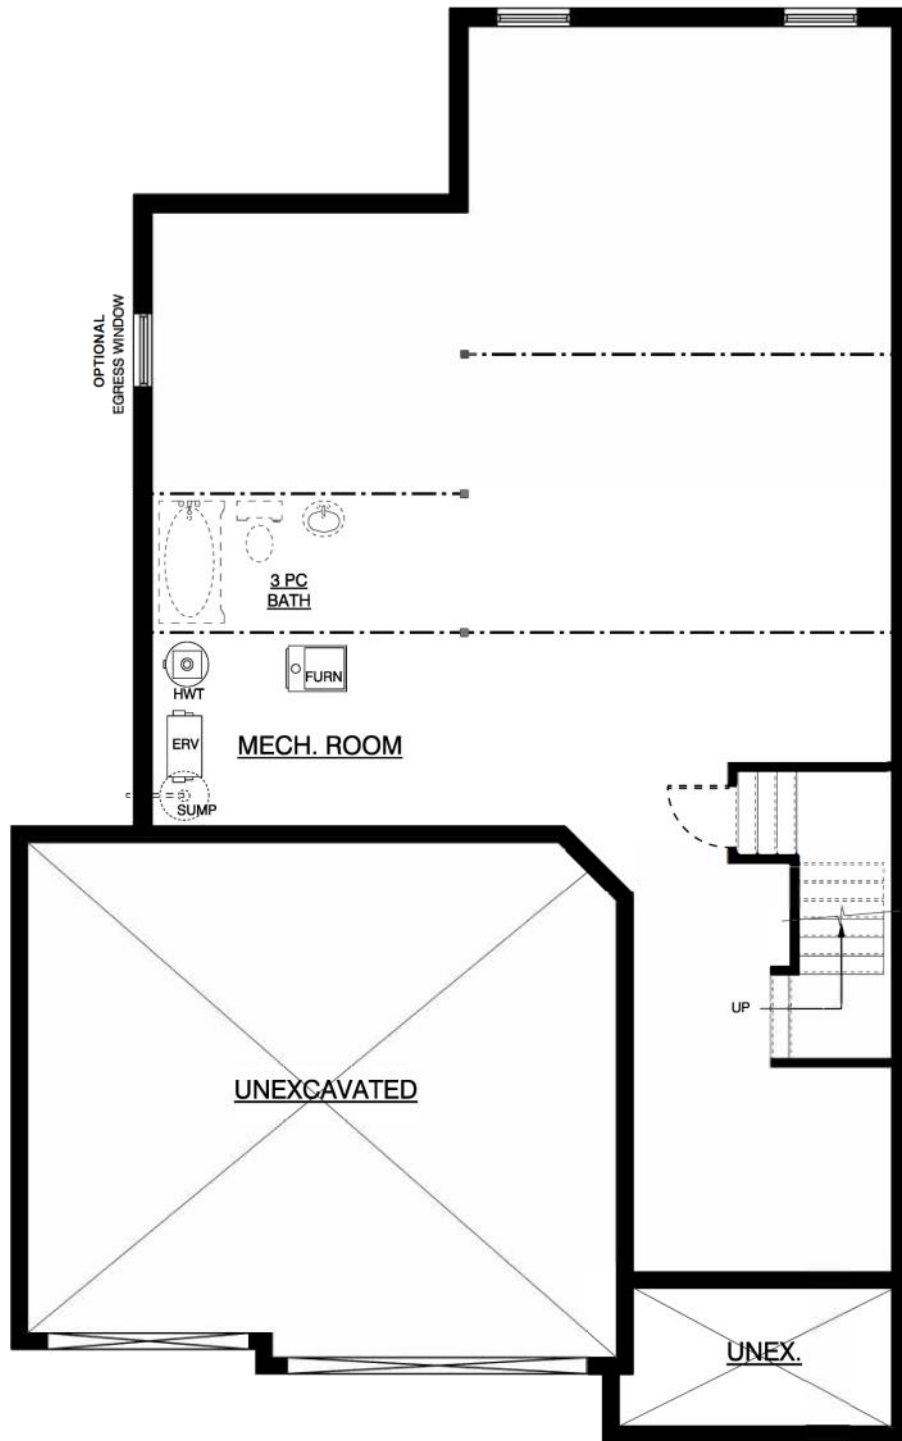 OPTIONAL
EGRESS WINDOW
3 PC
BATH
HWT
FURN
ERV
MECH. ROOM
SUMP
UP
UNEXCAVATED
UNEX.